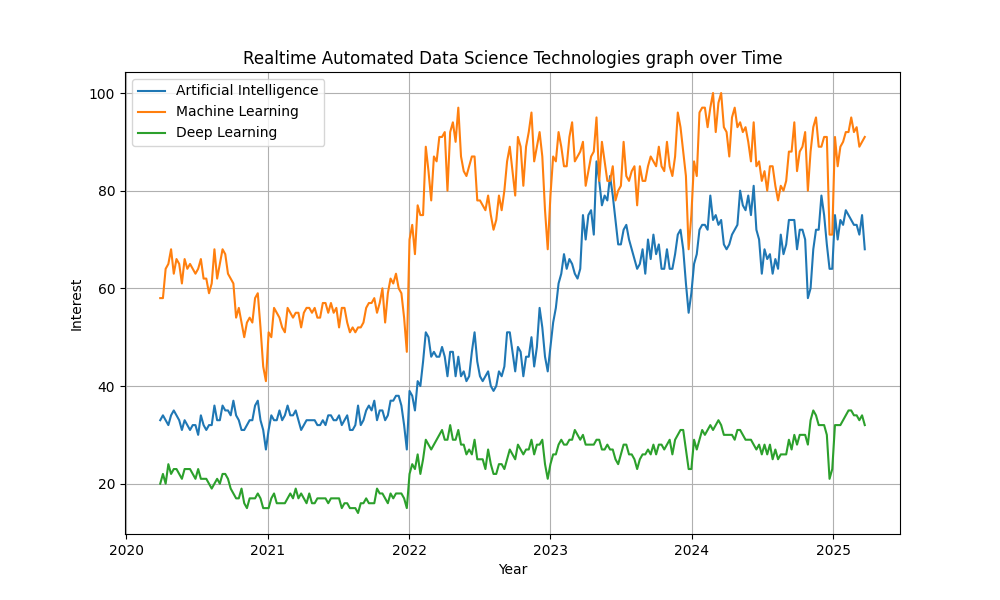 Realtime Automated Data Science Technologies graph over Time
Artificial Intelligence
Machine Learning
Deep Learning
100
80
60
40
20
Interest
2020 2021 2022 2023 2024 2025
Year